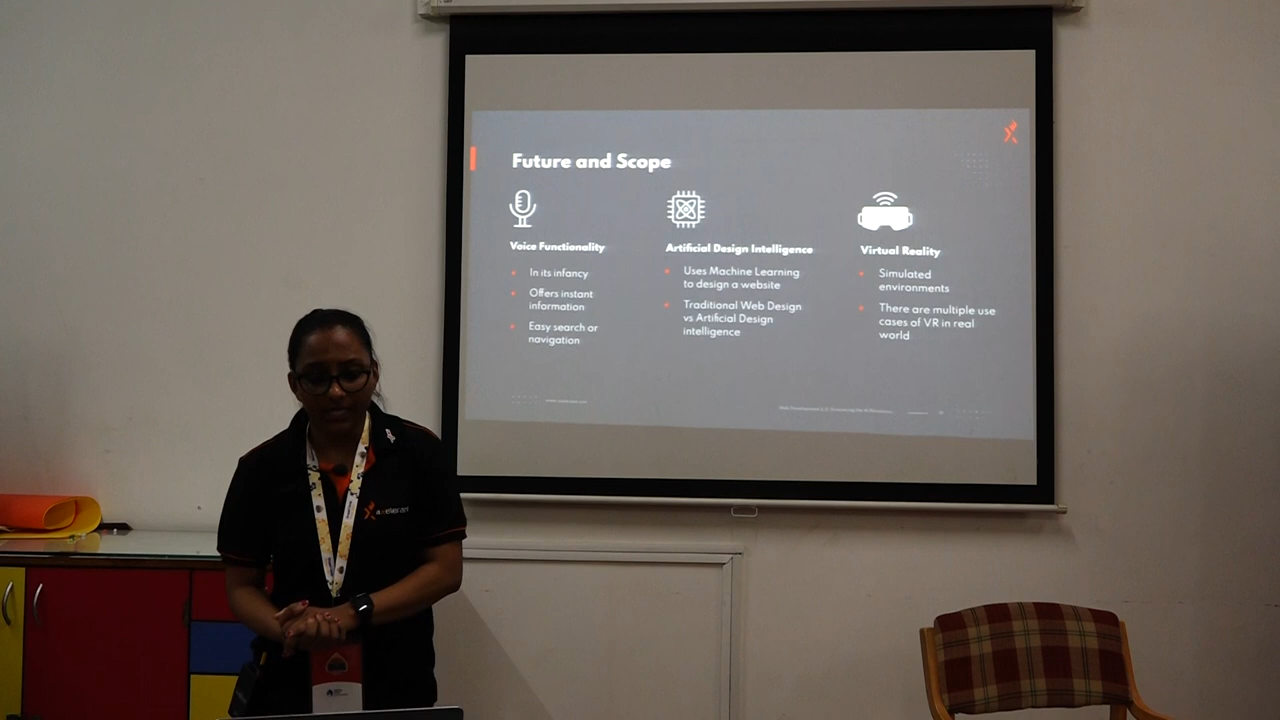 Future and Scope
Voice Functionality
In its infancy
Offers instant
information
Easy search or
navigation
Artificial Design Intelligence
Uses Machine Learning
to design a website
Traditional Web Design
vs Artificial Design
intelligence
Virtual Reality
Simulated
environments
There are multiple use
cases of VR in real
world